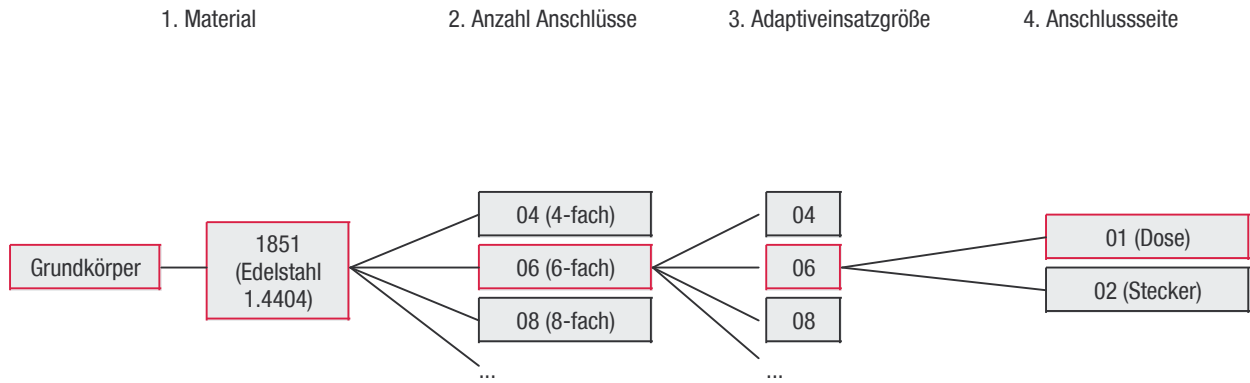 1. Material
2. Anzahl Anschlüsse
3. Adaptiveinsatzgröße
4. Anschlussseite
Grundkörper
1851
(Edelstahl
1.4404)
04 (4-fach)
06 (6-fach)
08 (8-fach)
...
04
06
08
...
01 (Dose)
02 (Stecker)